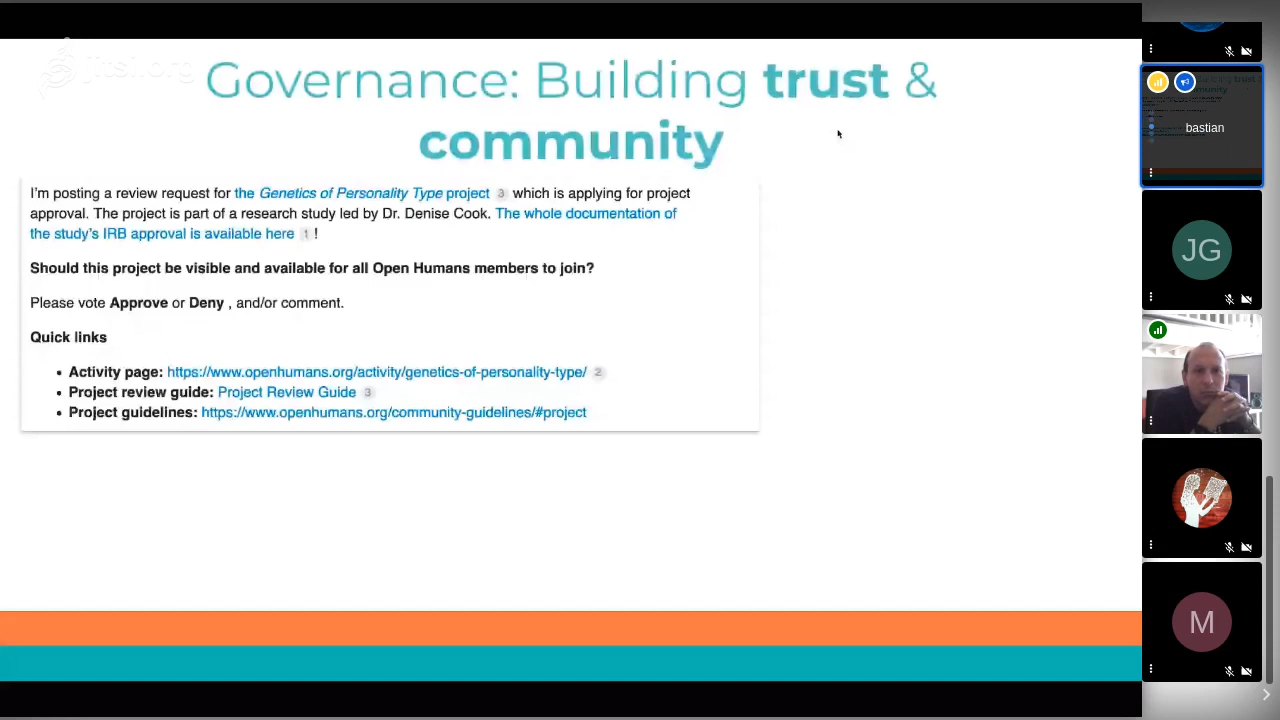 jitsi.org
Governance: Building trust &
community
I'm posting a review request for the Genetics of Personality Type project 3 which is applying for project
approval. The project is part of a research study led by Dr. Denise Cook. The whole documentation of
the study's IRB approval is available here 1 !
Should this project be visible and available for all Open Humans members to join?
Please vote Approve or Deny , and/or comment.
Quick links
• Activity page: https://www.openhumans.org/activity/genetics-of-personality-type/ 2
• Project review guide: Project Review Guide 3
• Project guidelines: https://www.openhumans.org/community-guidelines/#project
bastian
JG
M